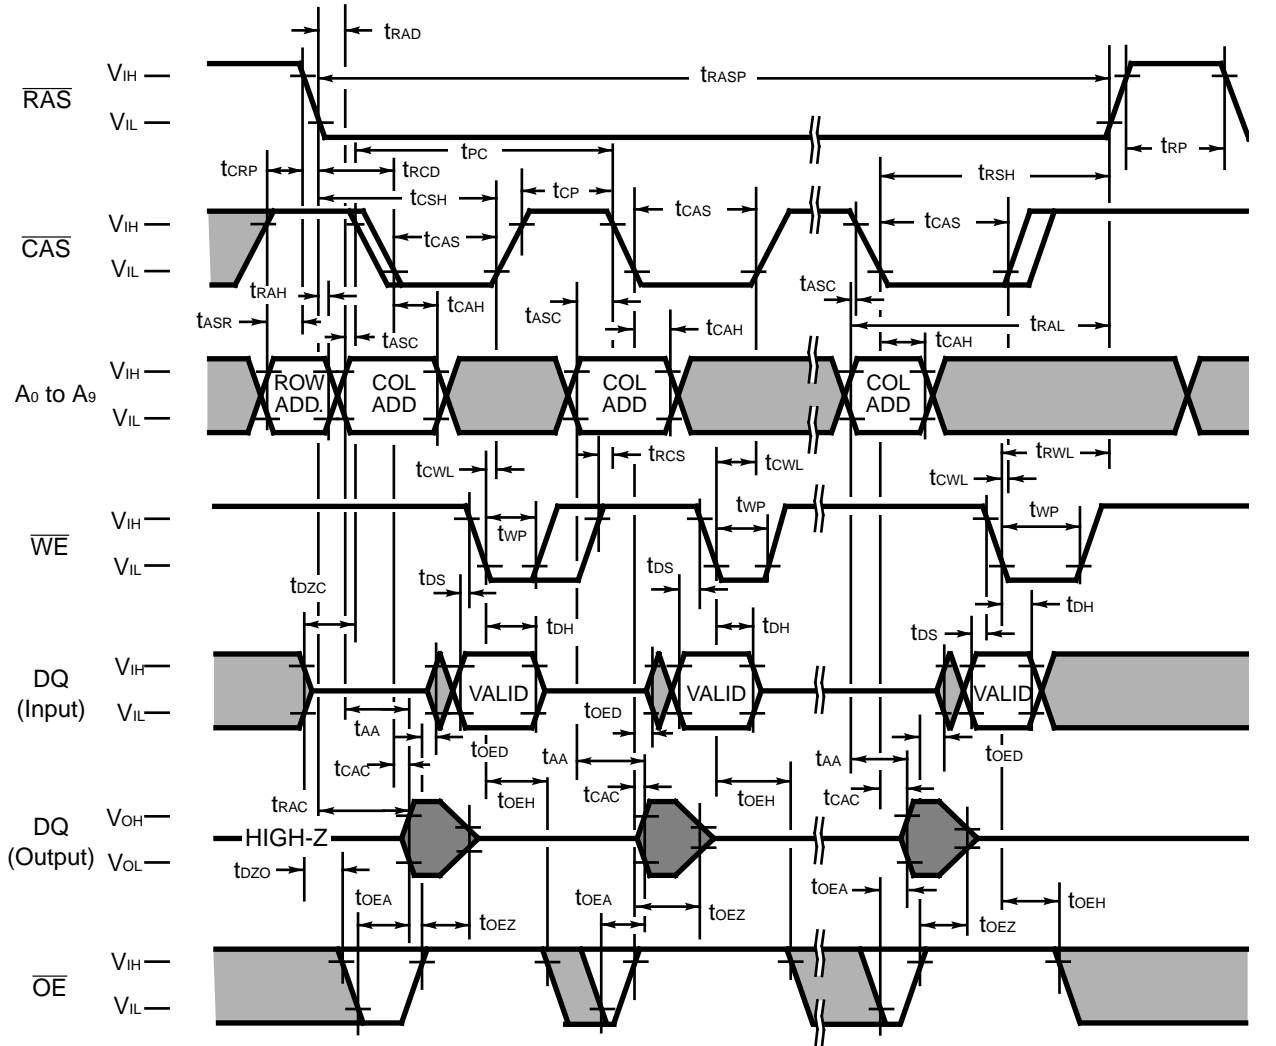 tRAD
RAS
VIH
tRASP
VIL
tRP
tPC
tCRP
tRCD
tRSH
tCSH
tCP
CAS
VIH
tCAS
tCAS
tCAS
VIL
tRAH
tCAH
tASC
tASC
tASR
tASC
tCAH
tRAL
tCAH
A0 to A9
VIH
VIL
ROW ADD.
COL ADD
COL ADD
COL ADD
tCWL
tRCS
tCWL
tRWL
tCWL
WE
VIH
tWP
tWP
tWP
VIL
tDZC
tDS
tDS
tDH
tDH
tDH
tDS
DQ
(Input)
VIH
VIL
VALID
VALID
VALID
tOED
tAA
tOED
tAA
tAA
tOED
tCAC
tCAC
tCAC
tRAC
tOEH
tOEH
DQ
(Output)
VOH
HIGH-Z
VOL
tDZO
tOEA
tOEZ
tOEA
tOEZ
tOEA
tOEZ
tOEH
OE
VIH
VIL